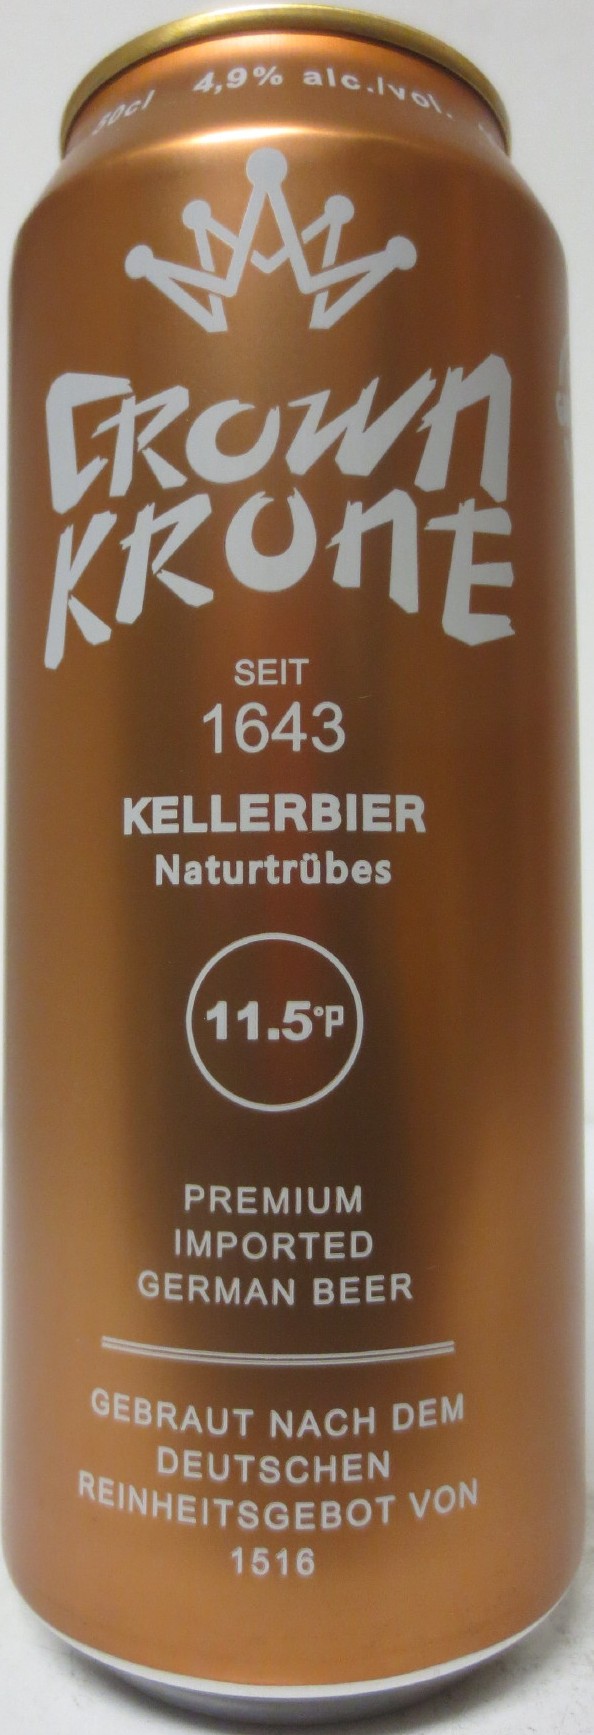 50cl 4,9% alc./vol.
CROWN
KRONE
SEIT
1643
KELLERBIER
Naturtrübes
11.5°P
PREMIUM
IMPORTED
GERMAN BEER
GEBRAUT NACH DEM
DEUTSCHEN
REINHEITSGEBOT VON
1516